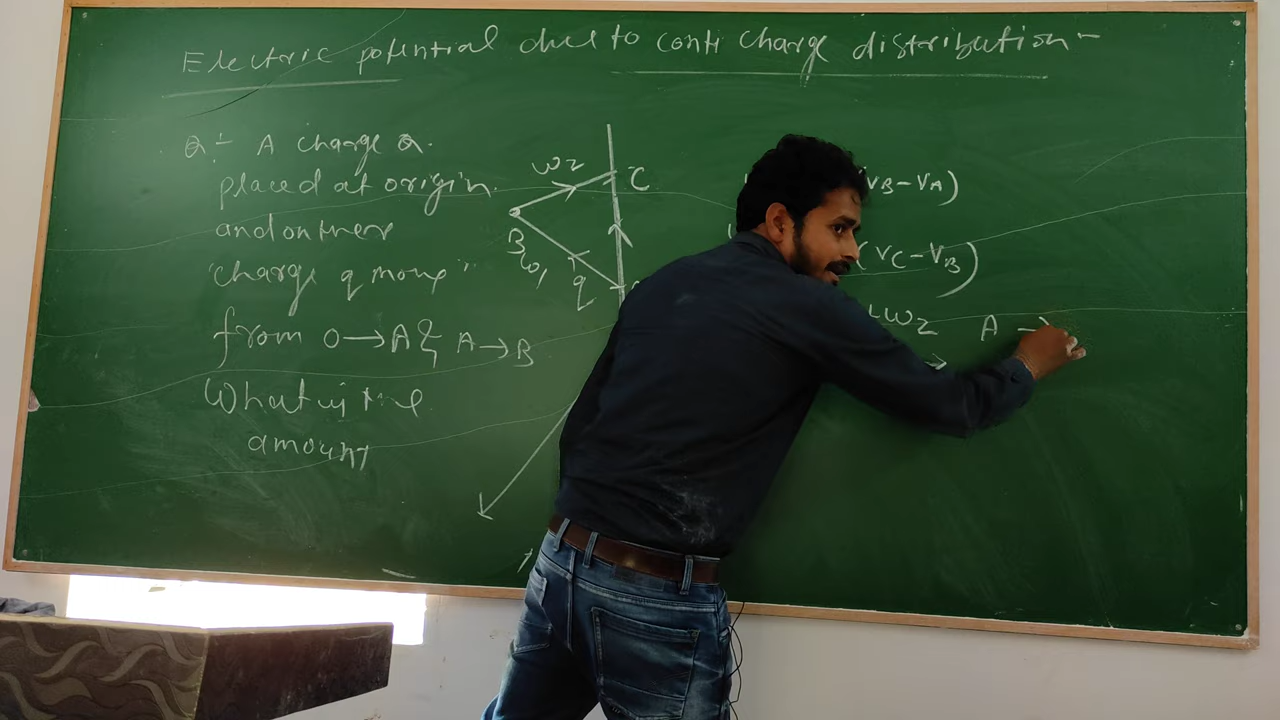 Electric potential due to conti charge distribution-
Q:- A charge Q.
placed at origin.
and
charge q move
from O→A & A→B
What is the
amount
W2
C
B
W1
q
VB-VA)
(VC-VB)
W2 A →